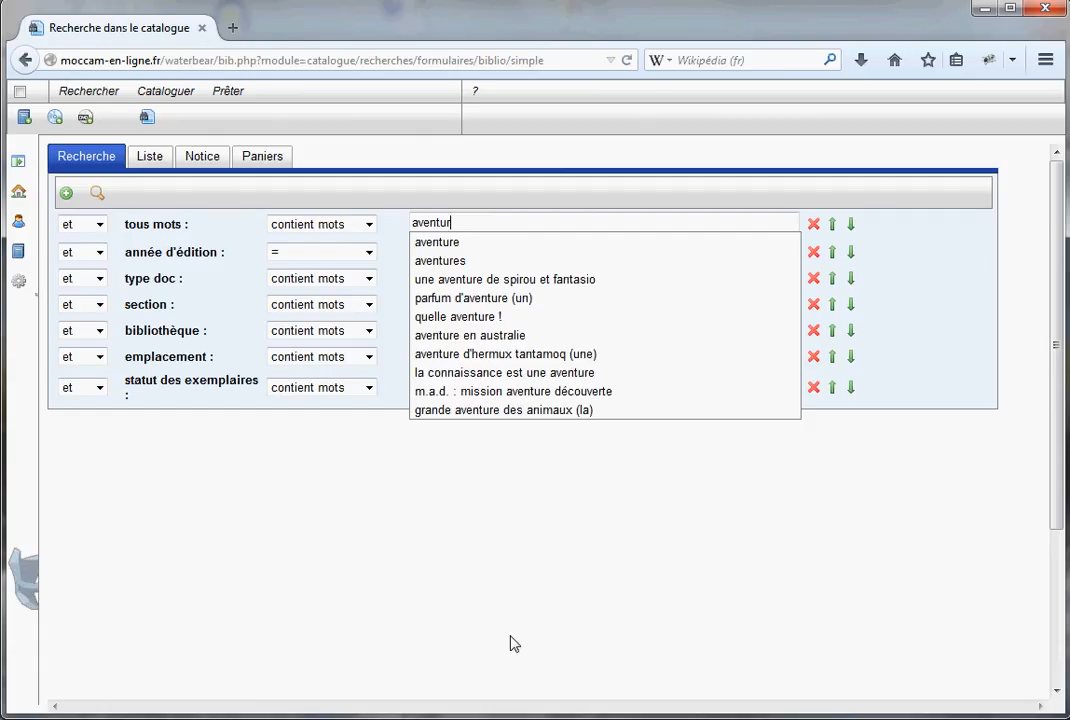 Recherche dans le catalogue
moccam-en-ligne.fr/waterbear/bib.php?module=catalogue/recherches/formulaires/biblio/simple
W Wikipédia (fr)
Rechercher Cataloguer Prêter ?
Recherche Liste Notice Paniers
et tous mots : contient mots aventur
aventure
et année d'édition : =
aventures
et type doc : contient mots
une aventure de spirou et fantasio
parfum d'aventure (un)
et section : contient mots
quelle aventure !
et bibliothèque : contient mots
aventure en australie
et emplacement : contient mots
aventure d'hermux tantamoq (une)
la connaissance est une aventure
et statut des exemplaires : contient mots
m.a.d. : mission aventure découverte
grande aventure des animaux (la)